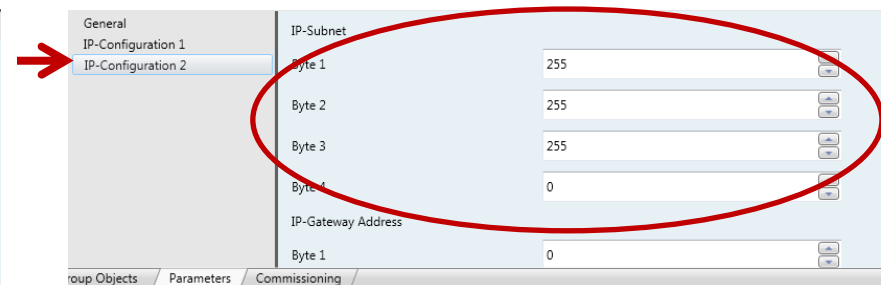 General
IP-Configuration 1
IP-Configuration 2
IP-Subnet
Byte 1 255
Byte 2 255
Byte 3 255
Byte 4 0
IP-Gateway Address
Byte 1 0
roup Objects Parameters Commissioning